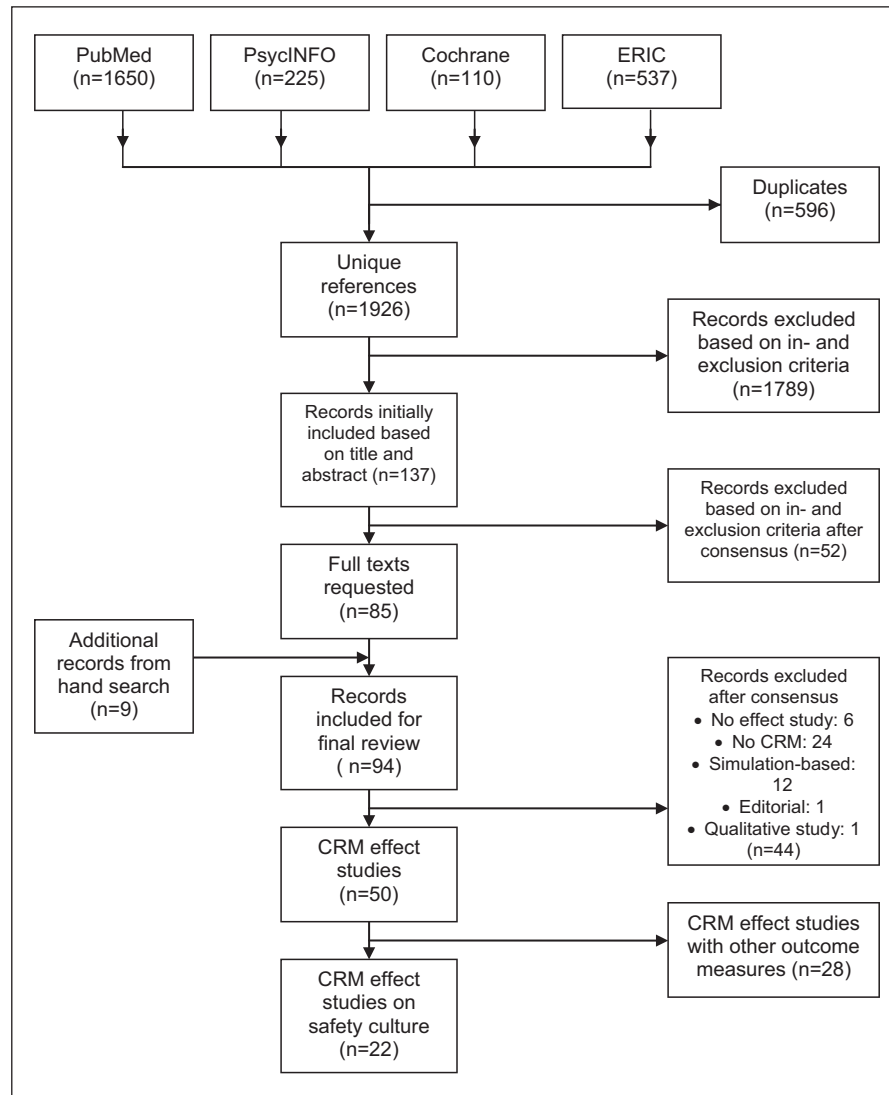 PubMed
(n=1650)
PsycINFO
(n=225)
Cochrane
(n=110)
ERIC
(n=537)
Duplicates
(n=596)
Unique
references
(n=1926)
Records excluded
based on in- and
exclusion criteria
(n=1789)
Records initially
included based
on title and
abstract (n=137)
Records excluded
based on in- and
exclusion criteria after
consensus (n=52)
Full texts
requested
(n=85)
Additional
records from
hand search
(n=9)
Records
included for
final review
( n=94)
Records excluded
after consensus
• No effect study: 6
• No CRM: 24
• Simulation-based:
12
• Editorial: 1
• Qualitative study: 1
(n=44)
CRM effect
studies
(n=50)
CRM effect studies
with other outcome
measures (n=28)
CRM effect
studies on
safety culture
(n=22)